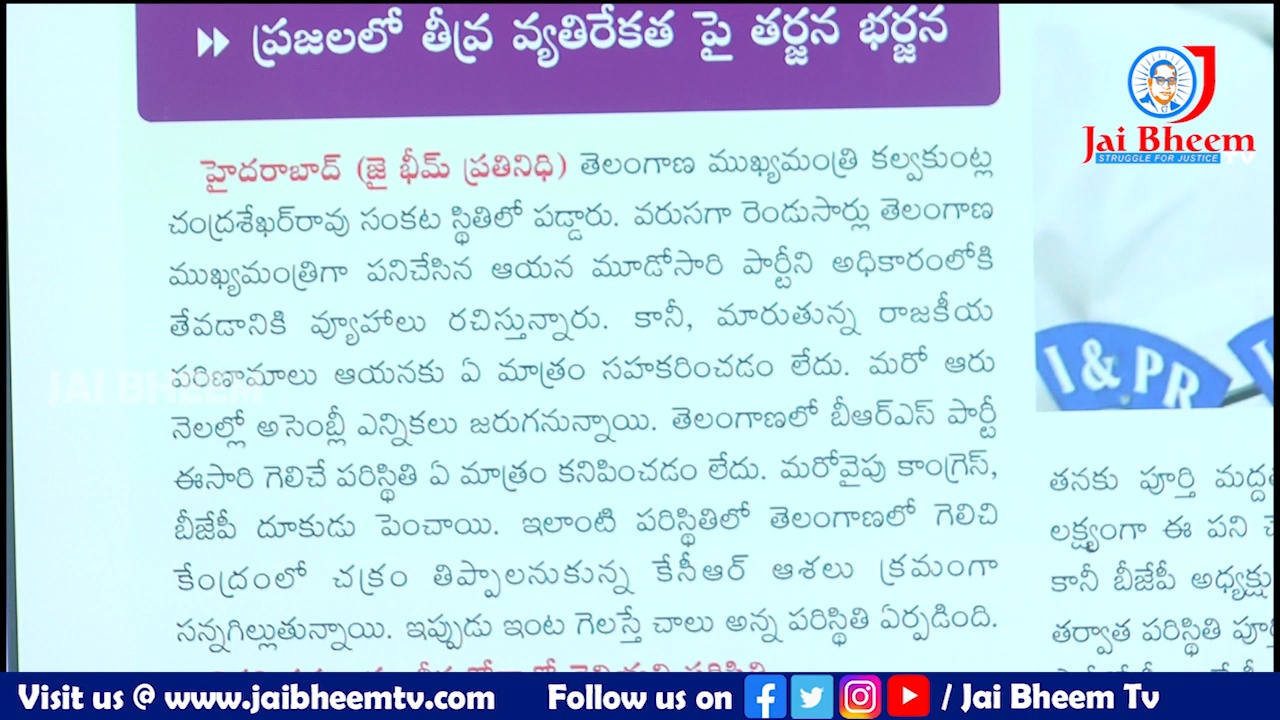 ▸▸ ప్రజలలో తీవ్ర వ్యతిరేకత పై తర్జన భర్జన
హైదరాబాద్ (జై భీమ్ ప్రతినిధి) తెలంగాణ ముఖ్యమంత్రి కల్వకుంట్ల
చంద్రశేఖర్‌రావు సంకట స్థితిలో పడ్డారు. వరుసగా రెండుసార్లు తెలంగాణ
ముఖ్యమంత్రిగా పనిచేసిన ఆయన మూడోసారి పార్టీని అధికారంలోకి
తేవడానికి వ్యూహాలు రచిస్తున్నారు. కానీ, మారుతున్న రాజకీయ
పరిణామాలు ఆయనకు ఏ మాత్రం సహకరించడం లేదు. మరో ఆరు
నెలల్లో అసెంబ్లీ ఎన్నికలు జరుగనున్నాయి. తెలంగాణలో బీఆర్ఎస్ పార్టీ
ఈసారి గెలిచే పరిస్థితి ఏ మాత్రం కనిపించడం లేదు. మరోవైపు కాంగ్రెస్,
బీజేపీ దూకుడు పెంచాయి. ఇలాంటి పరిస్థితిలో తెలంగాణలో గెలిచి
కేంద్రంలో చక్రం తిప్పాలనుకున్న కేసీఆర్ ఆశలు క్రమంగా
సన్నగిల్లుతున్నాయి. ఇప్పుడు ఇంట గెలస్తే చాలు అన్న పరిస్థితి ఏర్పడింది.
Jai Bheem
STRUGGLE FOR JUSTICE TV
I & PR
JAI BHEEM
తనకు పూర్తి
లక్ష్యంగా ఈ పని
కానీ బీజేపీ
తర్వాత పరిస్థితి
Visit us @ www.jaibheemtv.com Follow us on / Jai Bheem Tv